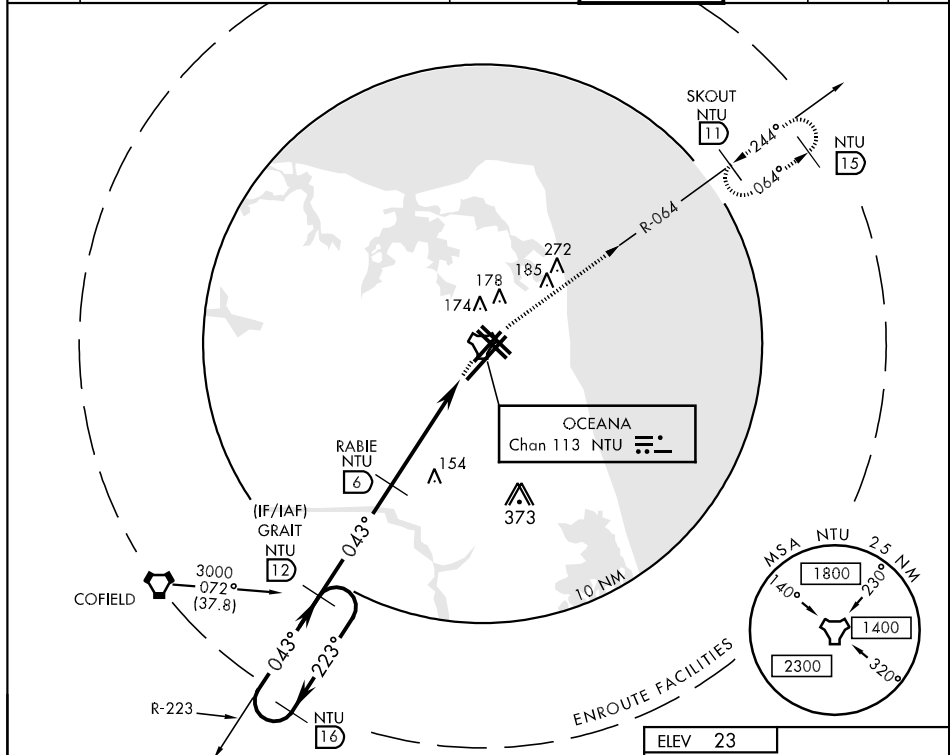 SKOUT
NTU
11
244°
NTU
15
064°
R-064
272
185
178
174
OCEANA
Chan 113 NTU
RABIE
NTU
6
154
373
(IF/IAF)
GRAIT
NTU
12
043°
3000
072°
(37.8)
COFIELD
10 NM
043°
223°
R-223
NTU
16
ENROUTE FACILITIES
MSA NTU 25 NM
1800
140°
230°
1400
2300
320°
ELEV 23